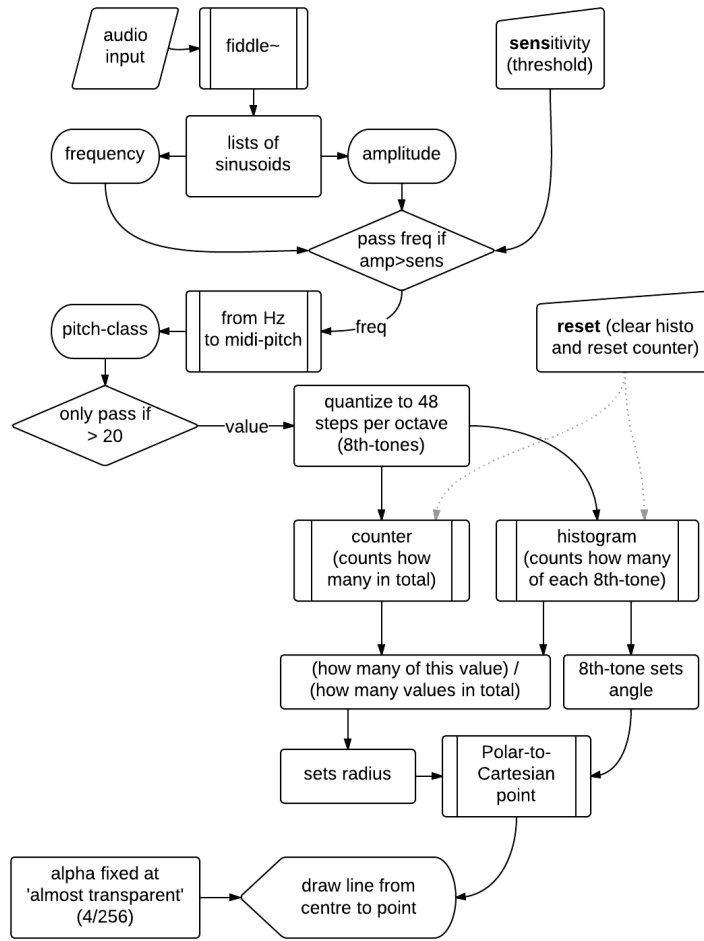 audio
input
fiddle~
sensitivity
(threshold)
frequency
lists of
sinusoids
amplitude
pass freq if
amp>sens
pitch-class
from Hz
to midi-pitch
freq
reset (clear histo
and reset counter)
only pass if
> 20
value
quantize to 48
steps per octave
(8th-tones)
counter
(counts how
many in total)
histogram
(counts how many
of each 8th-tone)
(how many of this value) /
(how many values in total)
8th-tone sets
angle
sets radius
Polar-to-
Cartesian
point
alpha fixed at
'almost transparent'
(4/256)
draw line from
centre to point